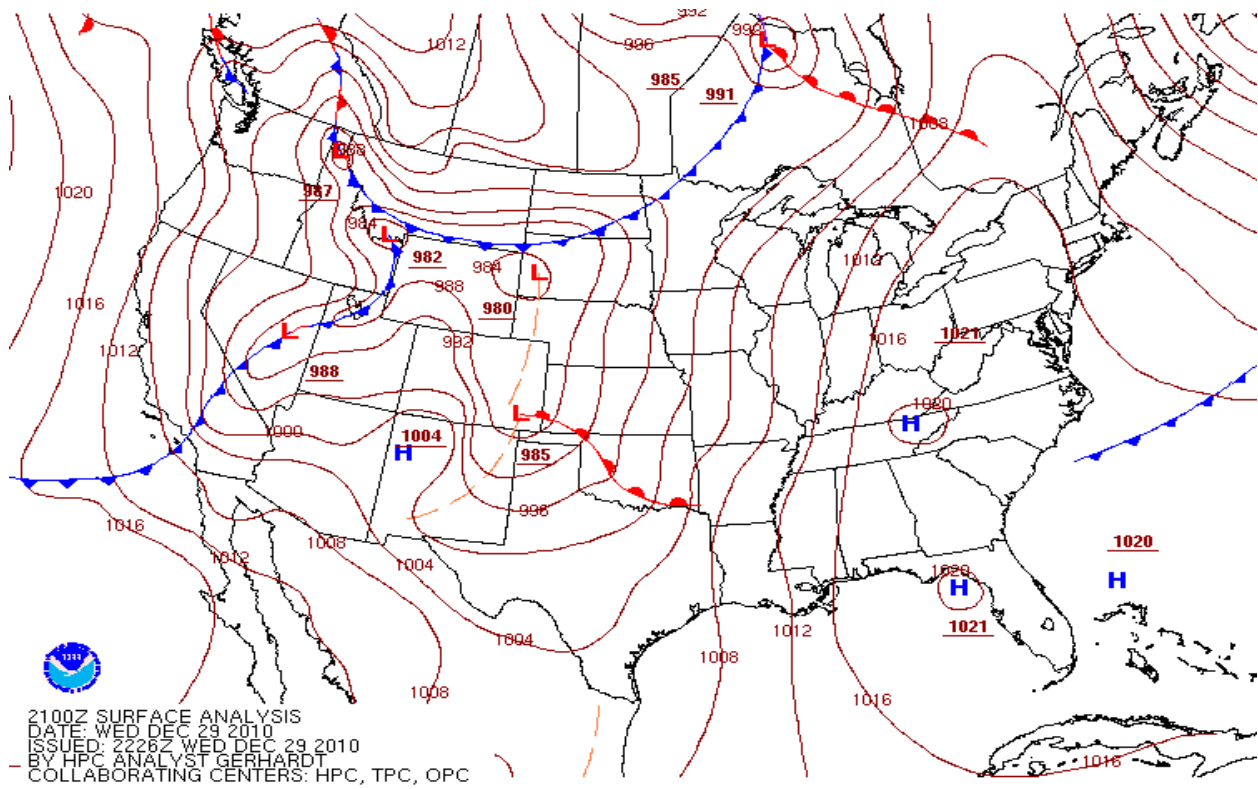 992
1012
996
992
L
985
991
1008
988
L
987
1020
984
L
982
984
L
1012
988
980
1016
L
1016
1021
1012
992
988
1020
L
H
1000
1004
H
985
996
1016
1008
1020
1012
1004
1020
H
H
1021
1012
1004
1008
1008
1016
1016
2100Z SURFACE ANALYSIS
DATE: WED DEC 29 2010
ISSUED: 2226Z WED DEC 29 2010
BY HPC ANALYST GERHARDT
COLLABORATING CENTERS: HPC, TPC, OPC